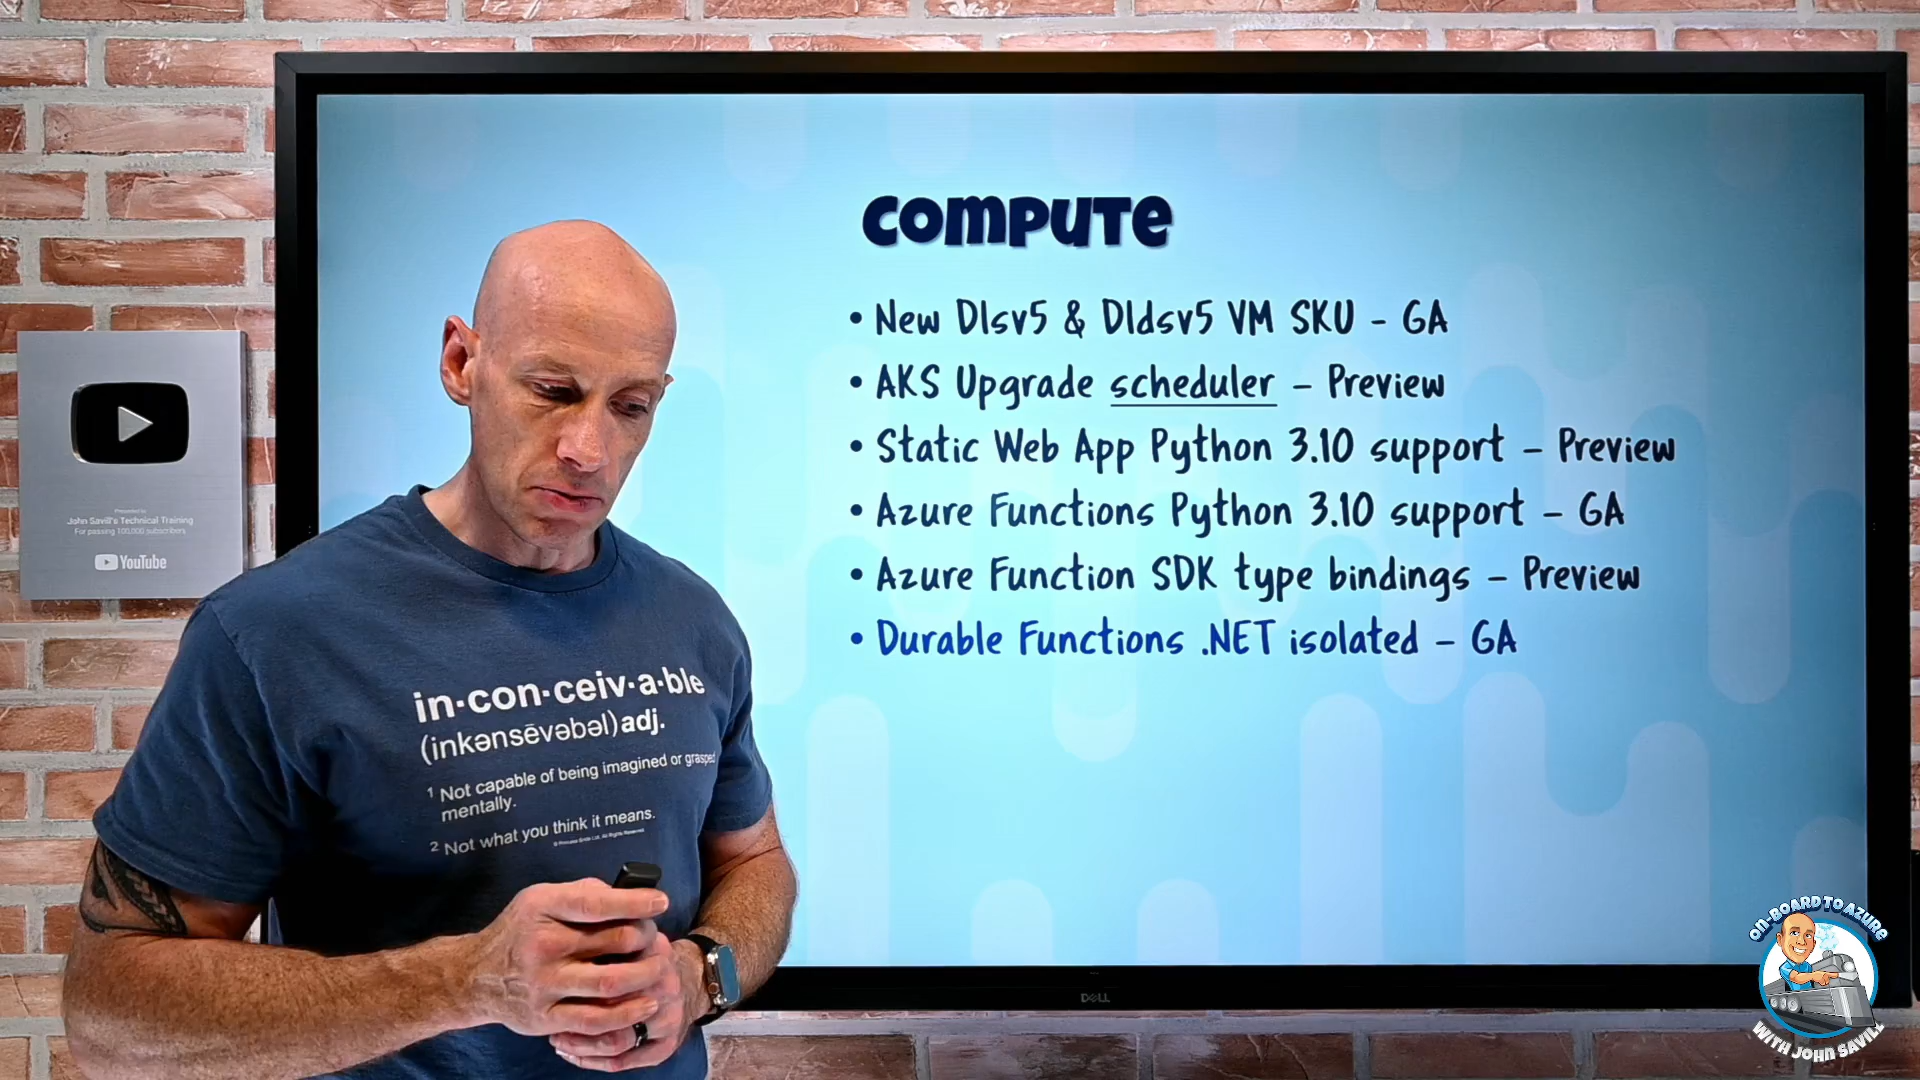 COMPUTE
• New Dlsv5 & Dldsv5 VM SKU - GA
• AKS Upgrade scheduler – Preview
• Static Web App Python 3.10 support – Preview
• Azure Functions Python 3.10 support – GA
• Azure Function SDK type bindings – Preview
• Durable Functions .NET isolated – GA
Presented to
John Savill's Technical Training
For passing 100,000 subscribers
YouTube
in·con·ceiv·a·ble
(inkənsēvəbəl) adj.
1 Not capable of being imagined or grasped
mentally.
2 Not what you think it means.
DELL
ON-BOARD TO AZURE
WITH JOHN SAVILL